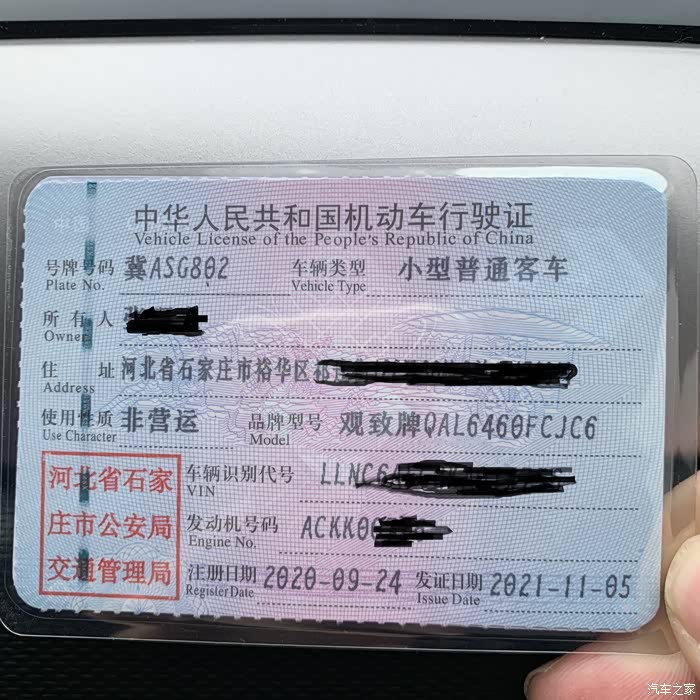 中华人民共和国机动车行驶证
Vehicle License of the People's Republic of China
号牌号码 冀ASG802 车辆类型 小型普通客车
Plate No. Vehicle Type
所有人
Owner
住址 河北省石家庄市裕华区
Address
使用性质 非营运 品牌型号 观致牌QAL6460FCJC6
Use Character Model
河北省石家
庄市公安局
交通管理局
车辆识别代号 LLNC6
VIN
发动机号码 ACKK0
Engine No.
注册日期 2020-09-24 发证日期 2021-11-05
Register Date Issue Date
汽车之家